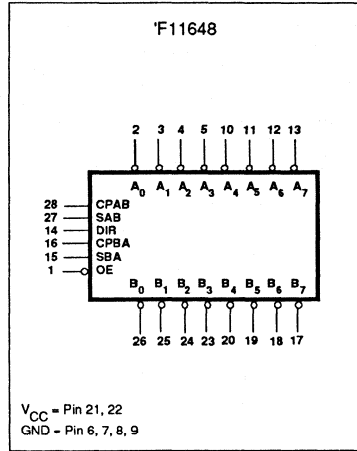 'F11648
2 3 4 5 10 11 12 13
A0 A1 A2 A3 A4 A5 A6 A7
28 CPAB
27 SAB
14 DIR
16 CPBA
15 SBA
1 OE
B0 B1 B2 B3 B4 B5 B6 B7
26 25 24 23 20 19 18 17
VCC = Pin 21, 22
GND - Pin 6, 7, 8, 9